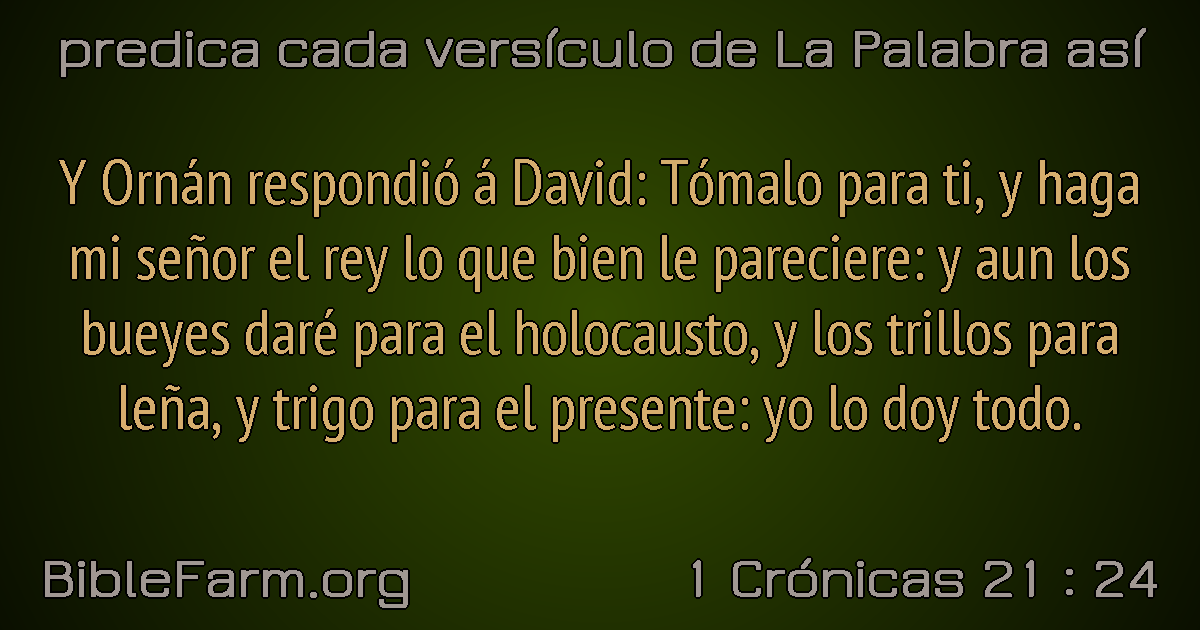 predica cada versículo de La Palabra así
Y Ornán respondió á David: Tómalo para ti, y haga
mi señor el rey lo que bien le pareciere: y aun los
bueyes daré para el holocausto, y los trillos para
leña, y trigo para el presente: yo lo doy todo.
BibleFarm.org
1 Crónicas 21 : 24